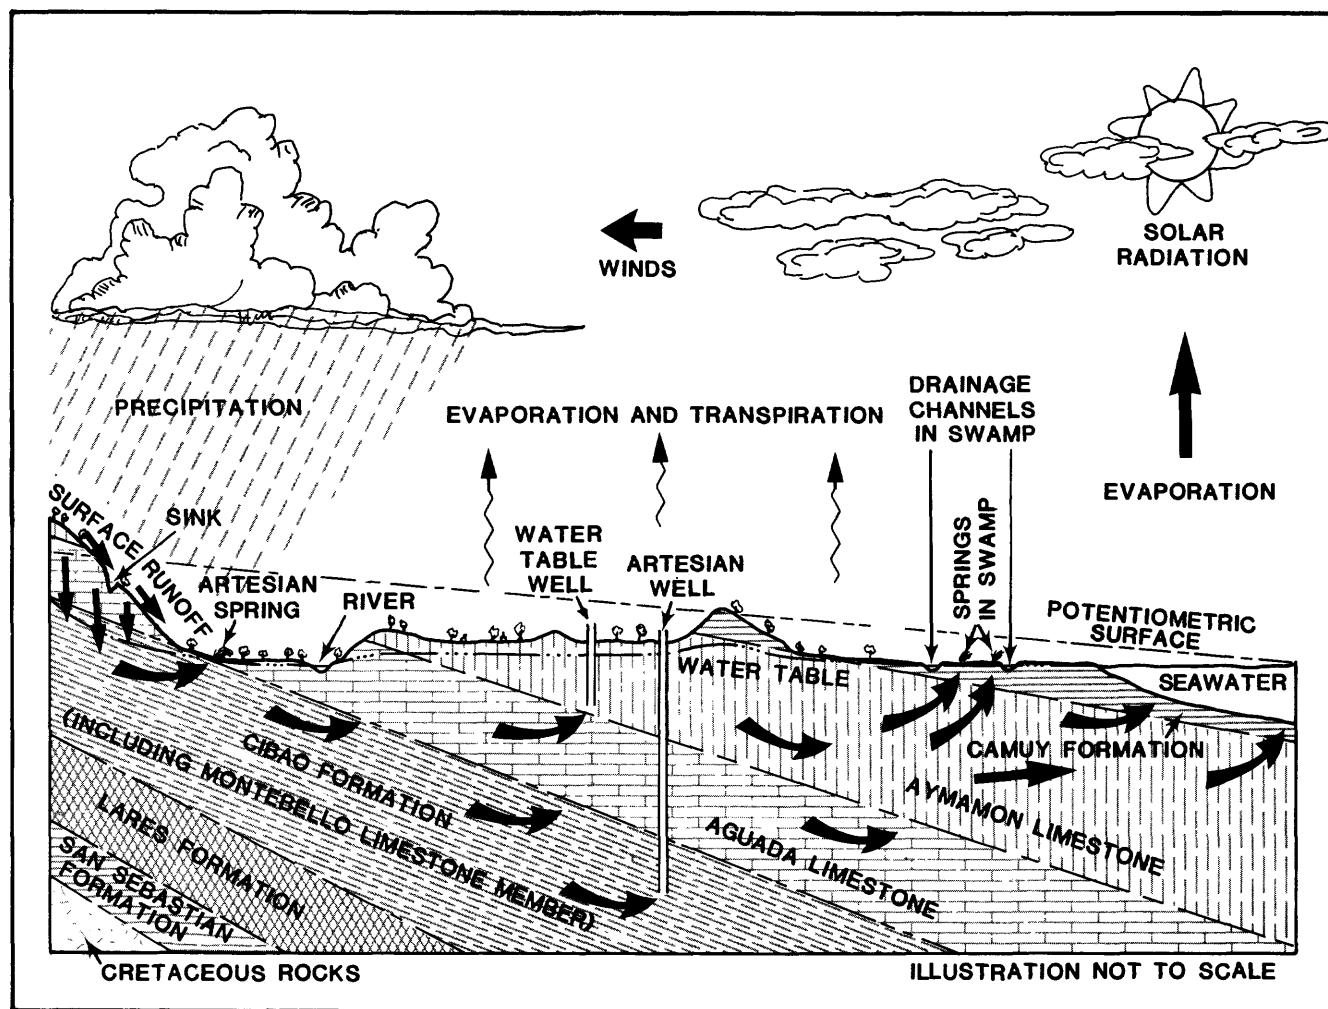 SOLAR
RADIATION
WINDS
PRECIPITATION
EVAPORATION AND TRANSPIRATION
DRAINAGE
CHANNELS
IN SWAMP
EVAPORATION
SURFACE RUNOFF
SINK
ARTESIAN
SPRING
RIVER
WATER
TABLE
WELL
ARTESIAN
WELL
SPRINGS
IN SWAMP
POTENTIOMETRIC
SURFACE
WATER TABLE
SEAWATER
CAMUY FORMATION
AYMAMON LIMESTONE
AGUADA LIMESTONE
CIBAO FORMATION
(INCLUDING MONTEBELLO LIMESTONE MEMBER)
LARES FORMATION
SAN SEBASTIAN
FORMATION
CRETACEOUS ROCKS
ILLUSTRATION NOT TO SCALE